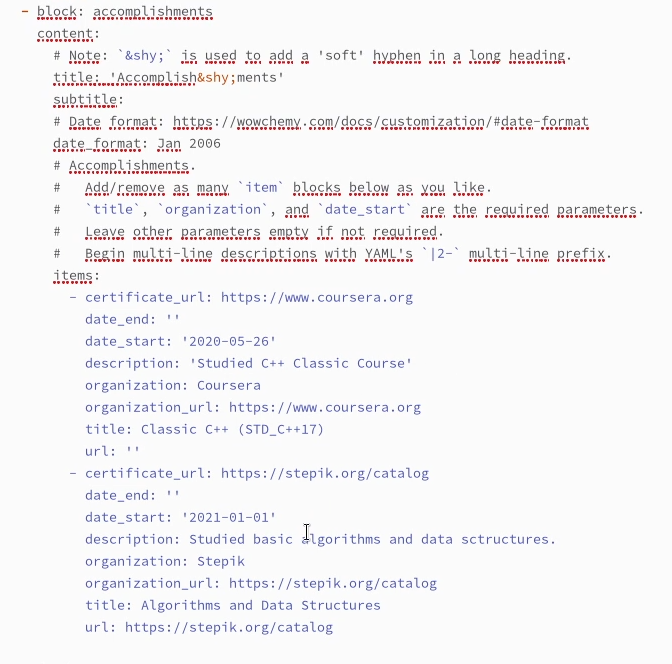 - block: accomplishments
content:
# Note: `&shy;` is used to add a 'soft' hyphen in a long heading.
title: 'Accomplish&shy;ments'
subtitle:
# Date format: https://wowchemy.com/docs/customization/#date-format
date_format: Jan 2006
# Accomplishments.
#   Add/remove as many `item` blocks below as you like.
#   `title`, `organization`, and `date_start` are the required parameters.
#   Leave other parameters empty if not required.
#   Begin multi-line descriptions with YAML's `|2-` multi-line prefix.
items:
- certificate_url: https://www.coursera.org
date_end: ''
date_start: '2020-05-26'
description: 'Studied C++ Classic Course'
organization: Coursera
organization_url: https://www.coursera.org
title: Classic C++ (STD_C++17)
url: ''
- certificate_url: https://stepik.org/catalog
date_end: ''
date_start: '2021-01-01'
description: Studied basic algorithms and data sctructures.
organization: Stepik
organization_url: https://stepik.org/catalog
title: Algorithms and Data Structures
url: https://stepik.org/catalog